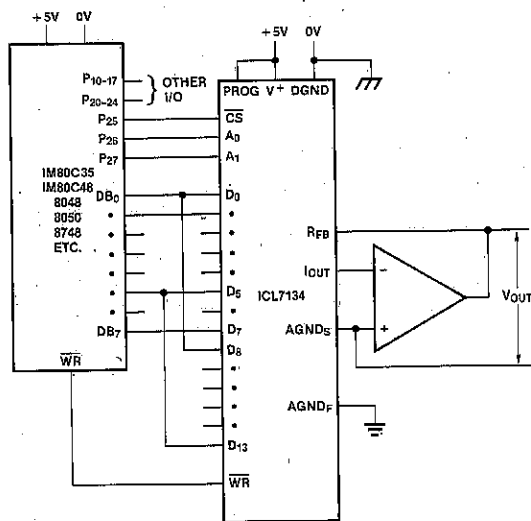 +5V 0V
+5V 0V
PROG V+ DGND
P10-17
P20-24
OTHER
I/O
P25
P26
P27
CS
A0
A1
IM80C35
IM80C48
8048
8050
8748
ETC.
DB0
DB7
WR
D0
D5
D7
D8
D13
WR
ICL7134
RFB
IOUT
AGNDS
AGNDF
−
+
VOUT